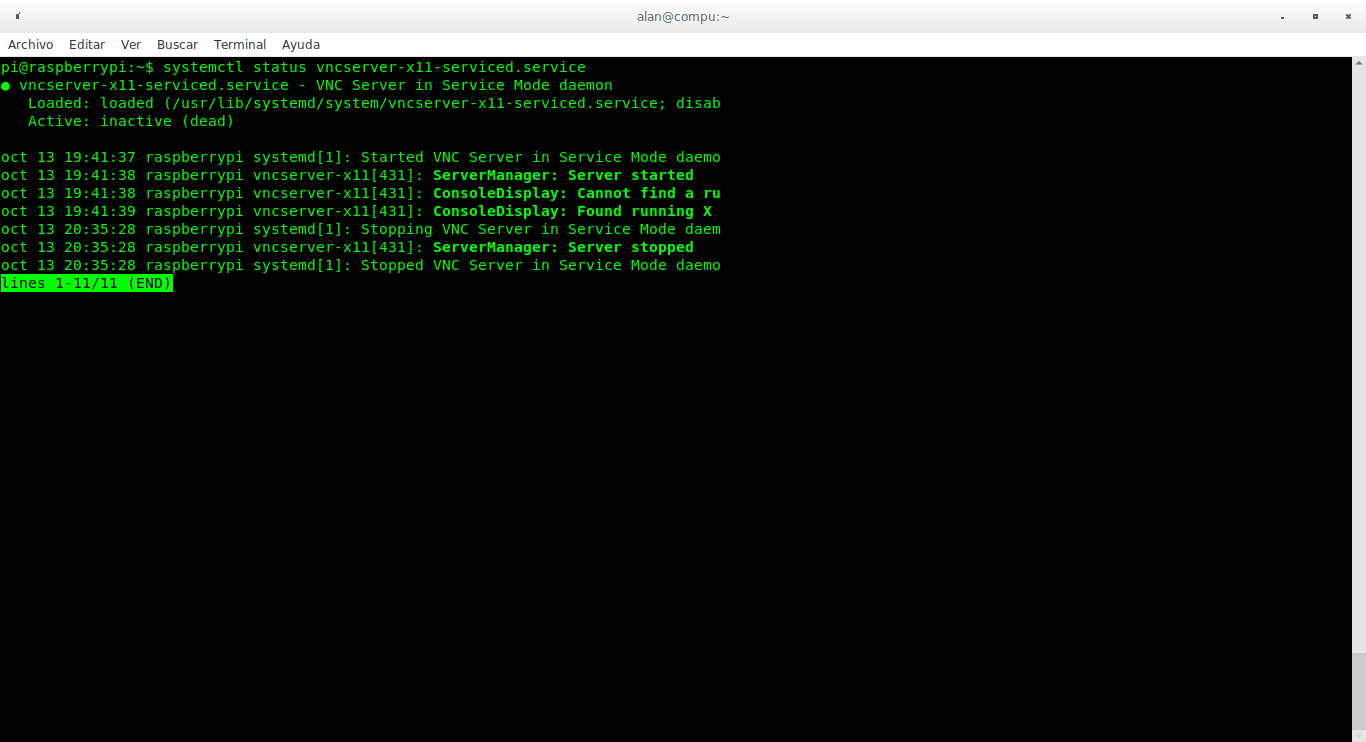 alan@compu:~
Archivo Editar Ver Buscar Terminal Ayuda
pi@raspberrypi:~$ systemctl status vncserver-x11-serviced.service
● vncserver-x11-serviced.service - VNC Server in Service Mode daemon
   Loaded: loaded (/usr/lib/systemd/system/vncserver-x11-serviced.service; disab
   Active: inactive (dead)

oct 13 19:41:37 raspberrypi systemd[1]: Started VNC Server in Service Mode daemo
oct 13 19:41:38 raspberrypi vncserver-x11[431]: ServerManager: Server started
oct 13 19:41:38 raspberrypi vncserver-x11[431]: ConsoleDisplay: Cannot find a ru
oct 13 19:41:39 raspberrypi vncserver-x11[431]: ConsoleDisplay: Found running X
oct 13 20:35:28 raspberrypi systemd[1]: Stopping VNC Server in Service Mode daem
oct 13 20:35:28 raspberrypi vncserver-x11[431]: ServerManager: Server stopped
oct 13 20:35:28 raspberrypi systemd[1]: Stopped VNC Server in Service Mode daemo
lines 1-11/11 (END)